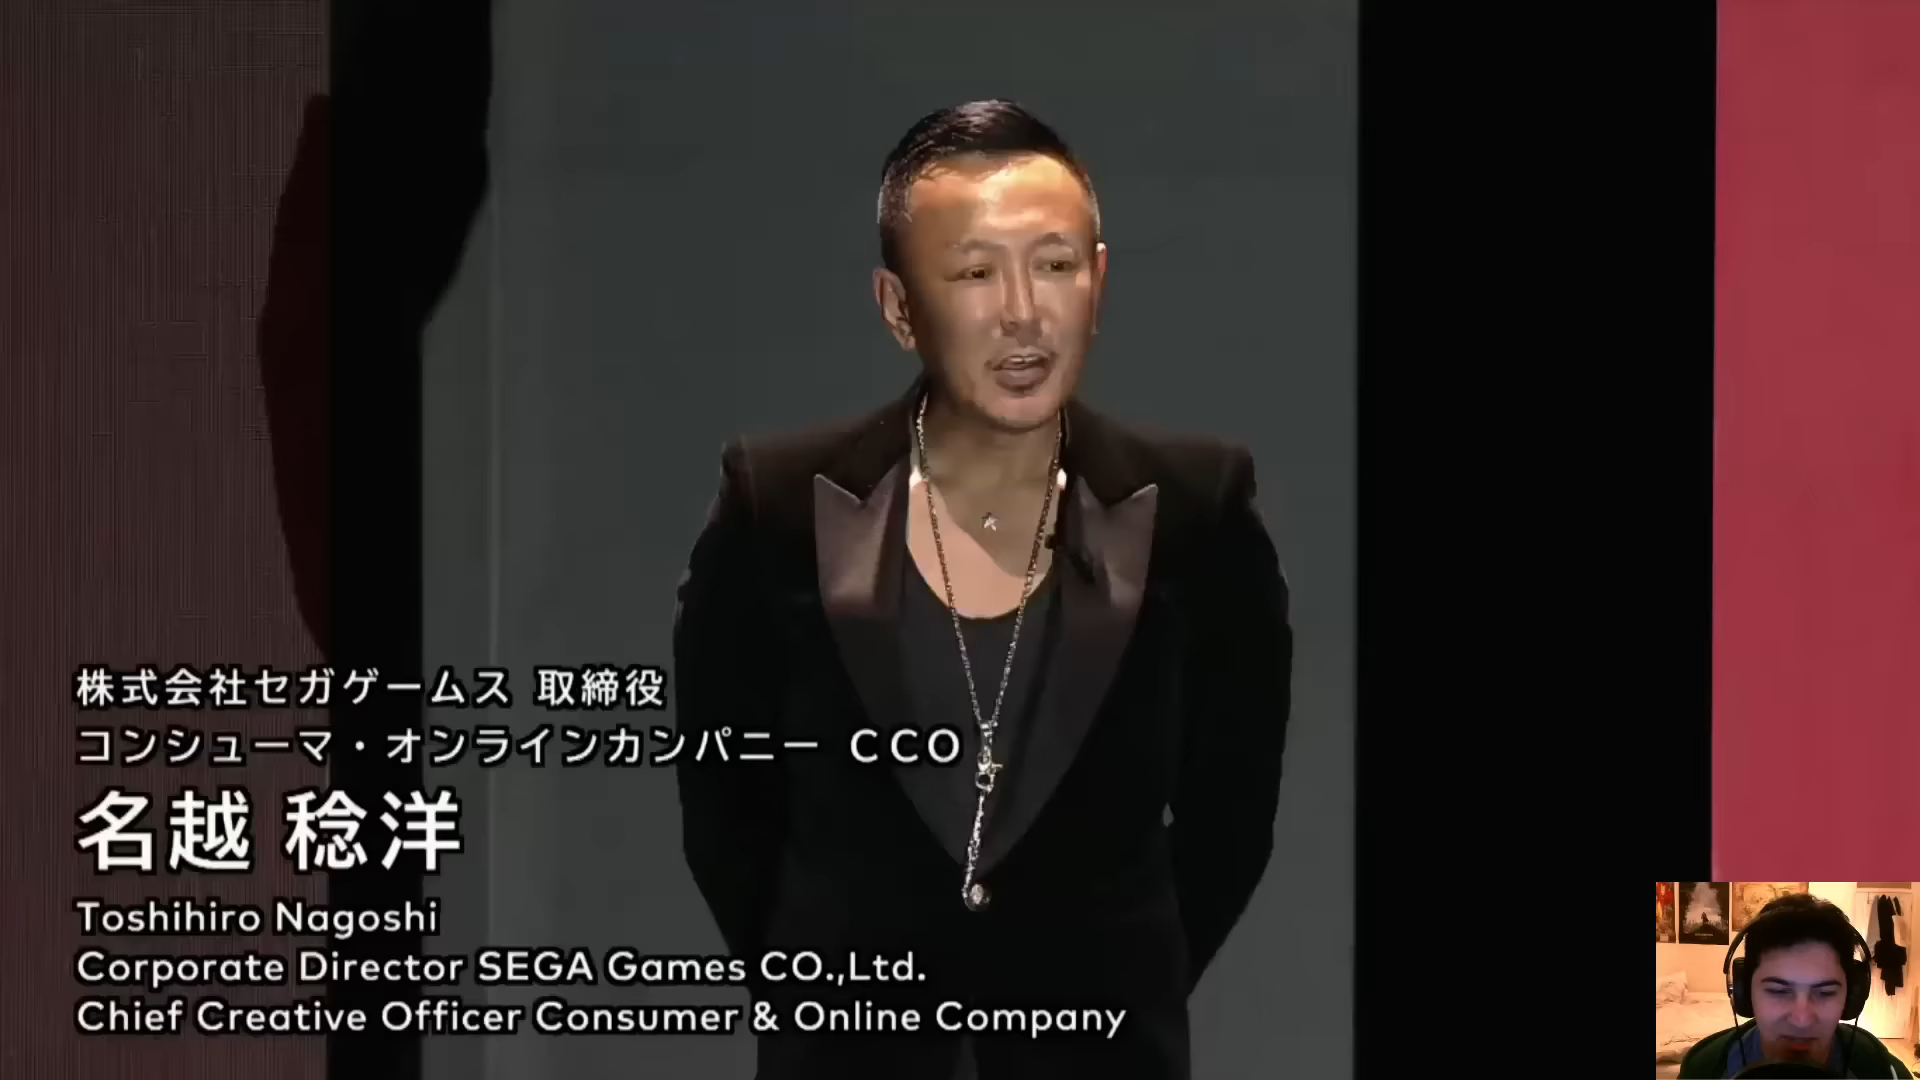 株式会社セガゲームス 取締役
コンシューマ・オンラインカンパニー CCO
名越 稔洋
Toshihiro Nagoshi
Corporate Director SEGA Games CO.,Ltd.
Chief Creative Officer Consumer & Online Company